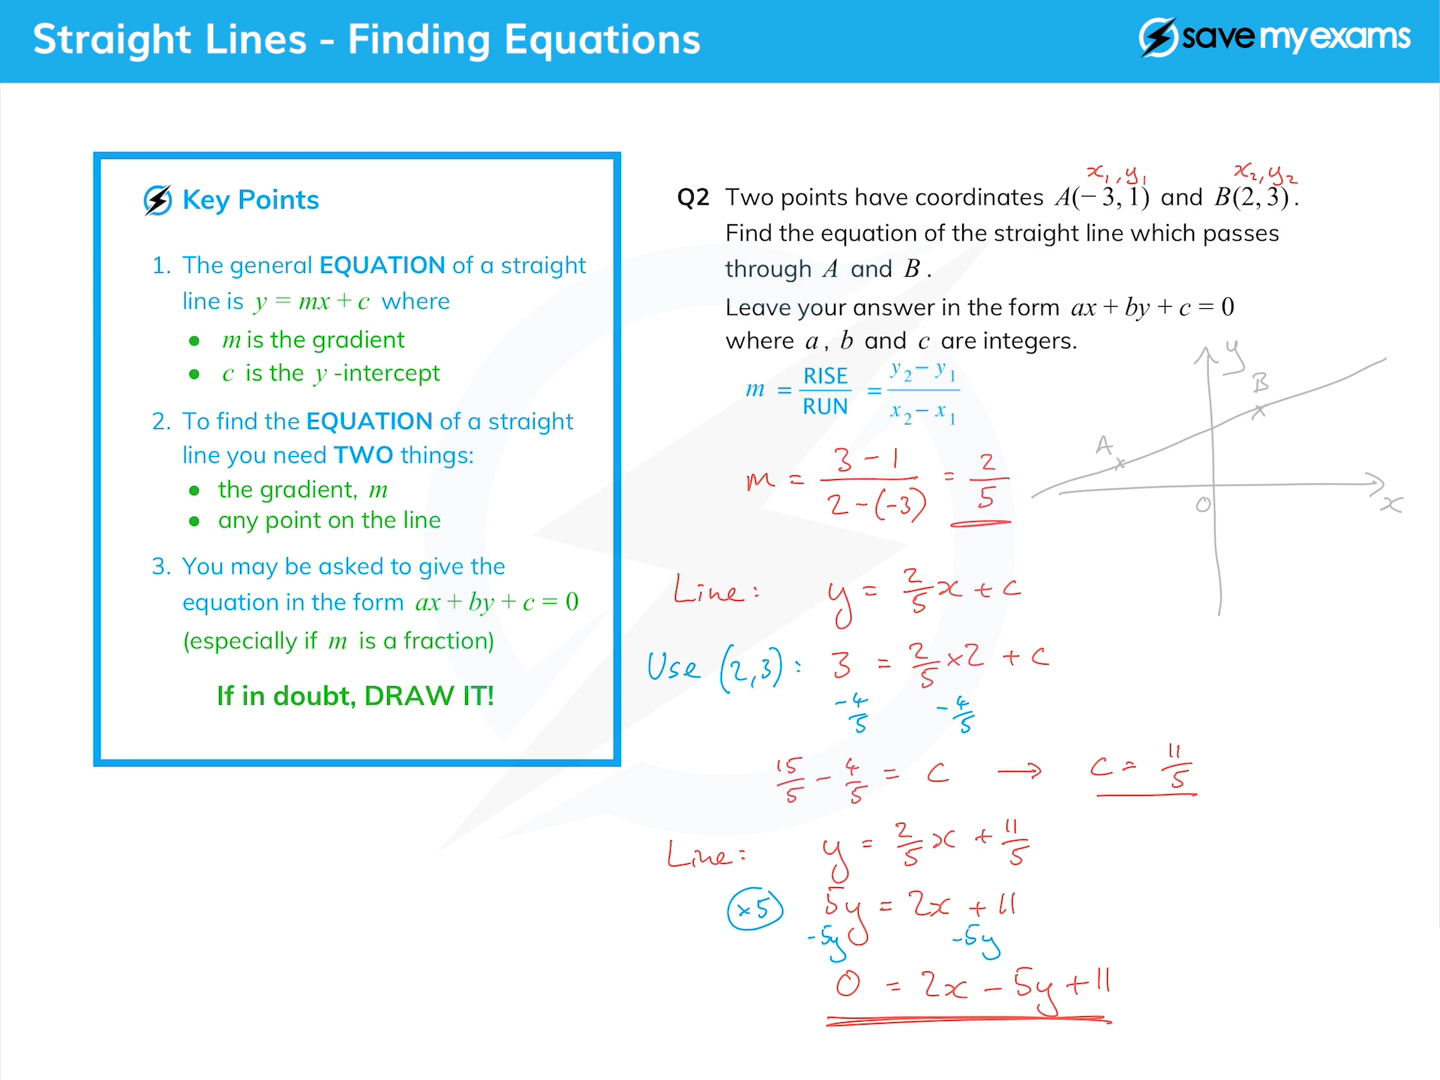 Straight Lines - Finding Equations
save my exams
Key Points
1. The general EQUATION of a straight
line is y = mx + c where
• m is the gradient
• c is the y -intercept
2. To find the EQUATION of a straight
line you need TWO things:
• the gradient, m
• any point on the line
3. You may be asked to give the
equation in the form ax + by + c = 0
(especially if m is a fraction)
If in doubt, DRAW IT!
x₁, y₁ x₂, y₂
Q2 Two points have coordinates A(− 3, 1) and B(2, 3).
Find the equation of the straight line which passes
through A and B.
Leave your answer in the form ax + by + c = 0
where a, b and c are integers.
m = RISE/RUN = y₂ − y₁/x₂ − x₁
m = 3 − 1/2 − (−3) = 2/5
y
B
A
O
x
Line: y = 2/5 x + c
Use (2,3): 3 = 2/5 × 2 + c
− 4/5 − 4/5
15/5 − 4/5 = c → c = 11/5
Line: y = 2/5 x + 11/5
×5 5y = 2x + 11
−5y −5y
0 = 2x − 5y + 11